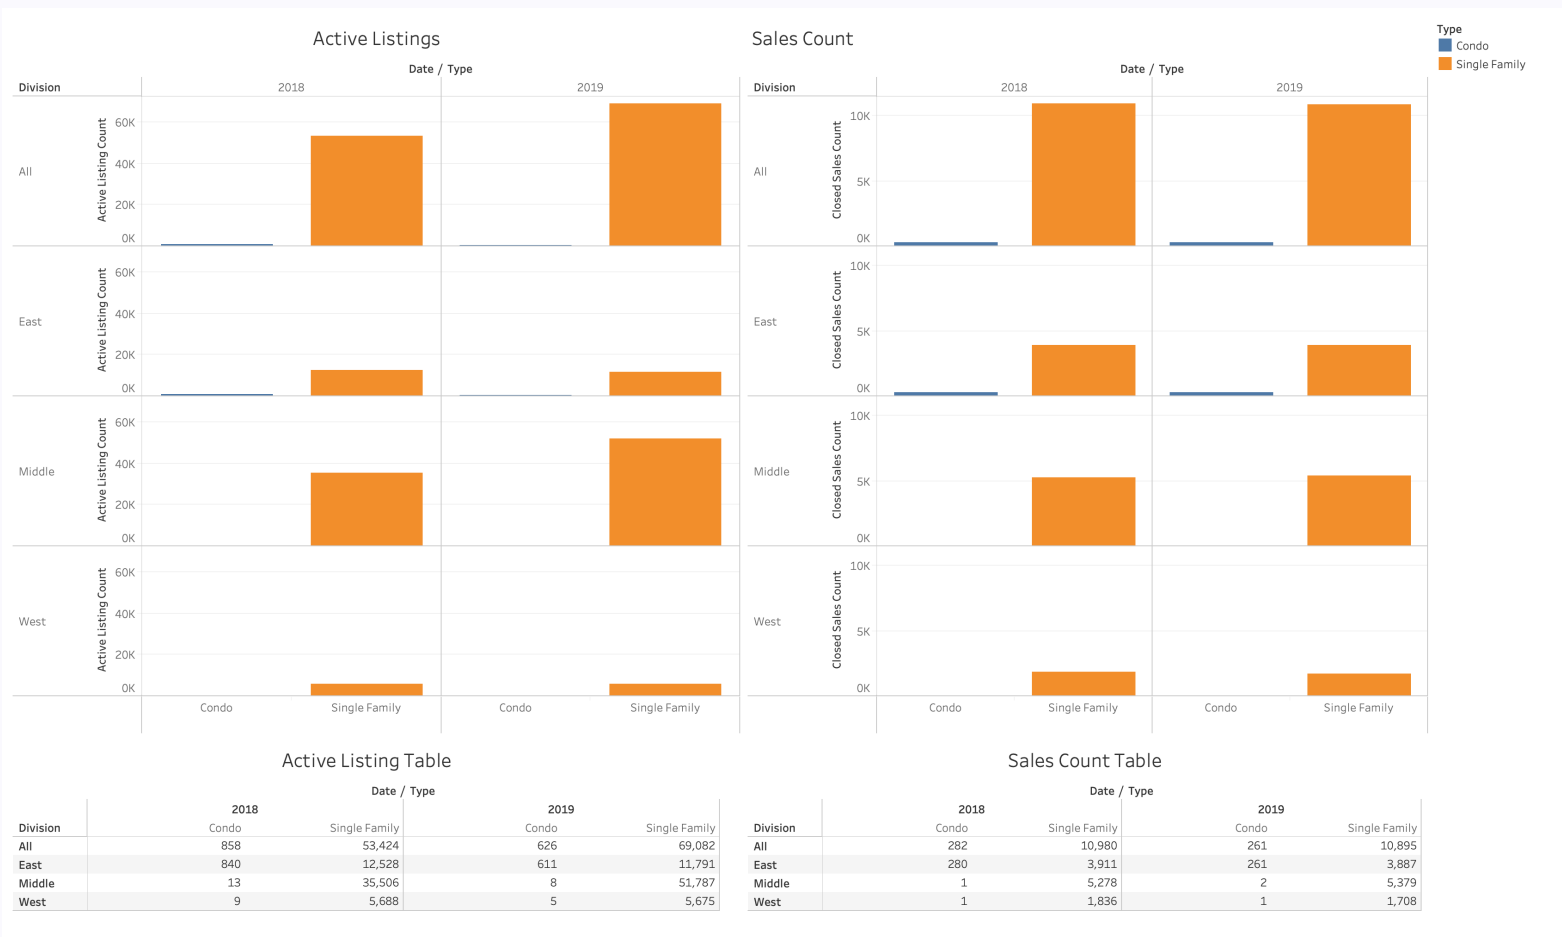 Active Listings
Date / Type
Division
2018
2019
All
Active Listing Count
60K
40K
20K
0K
East
Active Listing Count
60K
40K
20K
0K
Middle
Active Listing Count
60K
40K
20K
0K
West
Active Listing Count
60K
40K
20K
0K
Condo Single Family Condo Single Family
Sales Count
Date / Type
Division
2018
2019
All
Closed Sales Count
10K
5K
0K
East
Closed Sales Count
10K
5K
0K
Middle
Closed Sales Count
10K
5K
0K
West
Closed Sales Count
10K
5K
0K
Condo Single Family Condo Single Family
Type
Condo
Single Family
Active Listing Table
Date / Type
2018 2019
Division Condo Single Family Condo Single Family
All 858 53,424 626 69,082
East 840 12,528 611 11,791
Middle 13 35,506 8 51,787
West 9 5,688 5 5,675
Sales Count Table
Date / Type
2018 2019
Division Condo Single Family Condo Single Family
All 282 10,980 261 10,895
East 280 3,911 261 3,887
Middle 1 5,278 2 5,379
West 1 1,836 1 1,708